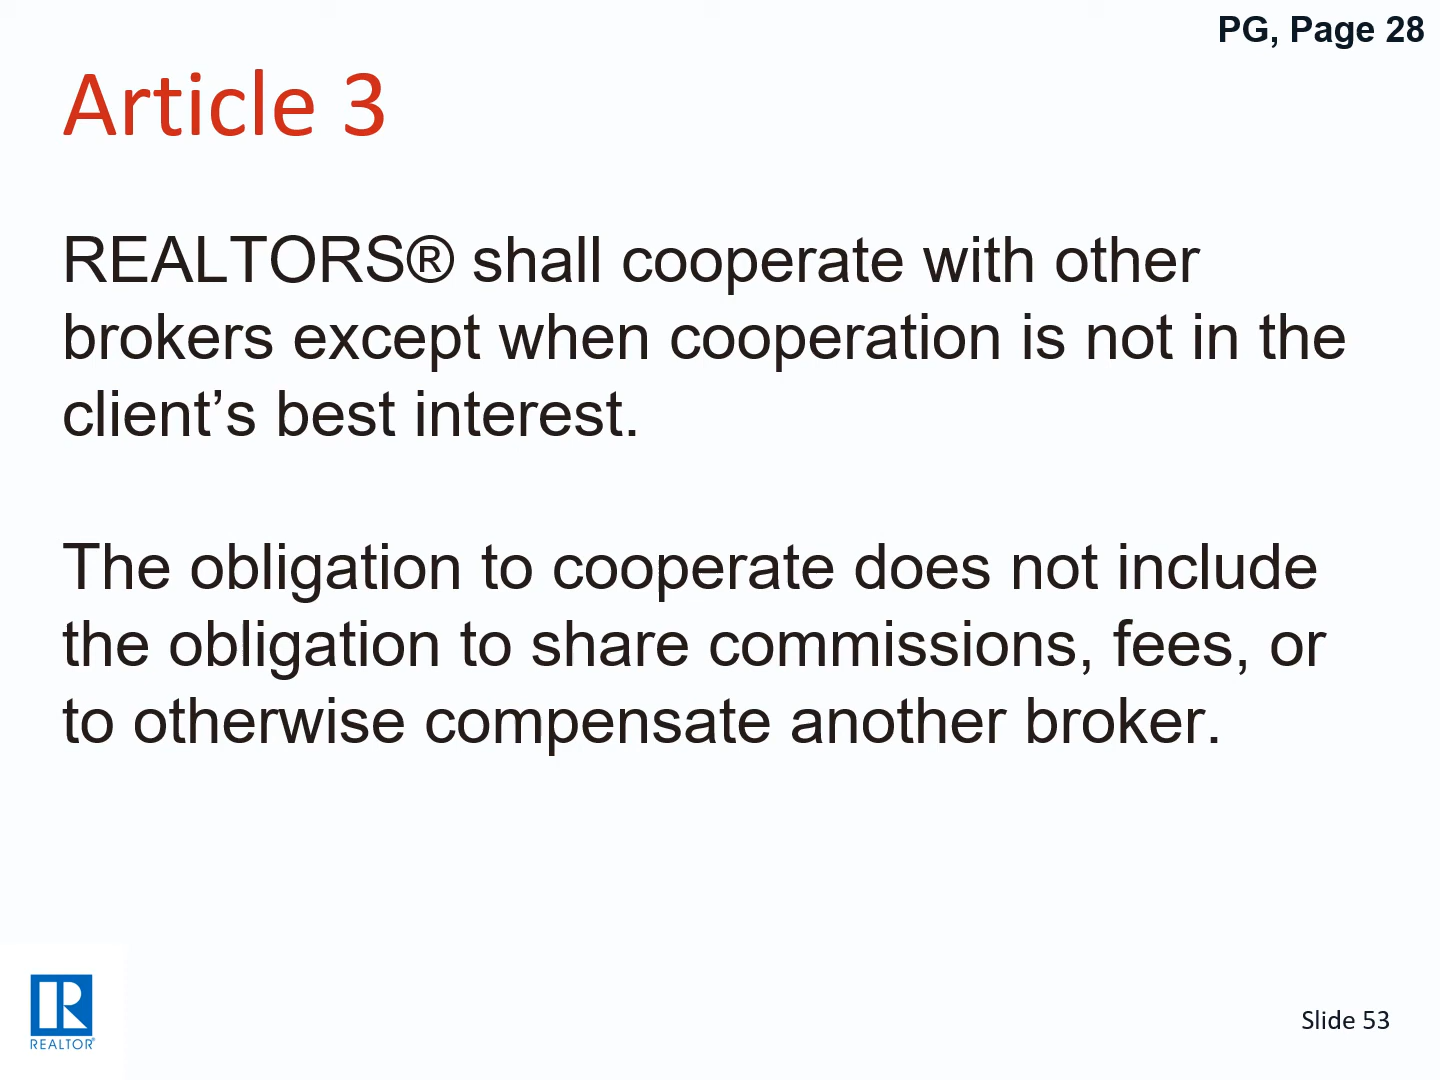 PG, Page 28
Article 3
REALTORS® shall cooperate with other
brokers except when cooperation is not in the
client’s best interest.
The obligation to cooperate does not include
the obligation to share commissions, fees, or
to otherwise compensate another broker.
R
REALTOR®
Slide 53